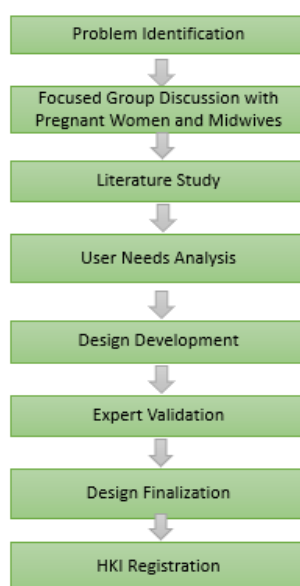 Problem Identification
Focused Group Discussion with
Pregnant Women and Midwives
Literature Study
User Needs Analysis
Design Development
Expert Validation
Design Finalization
HKI Registration